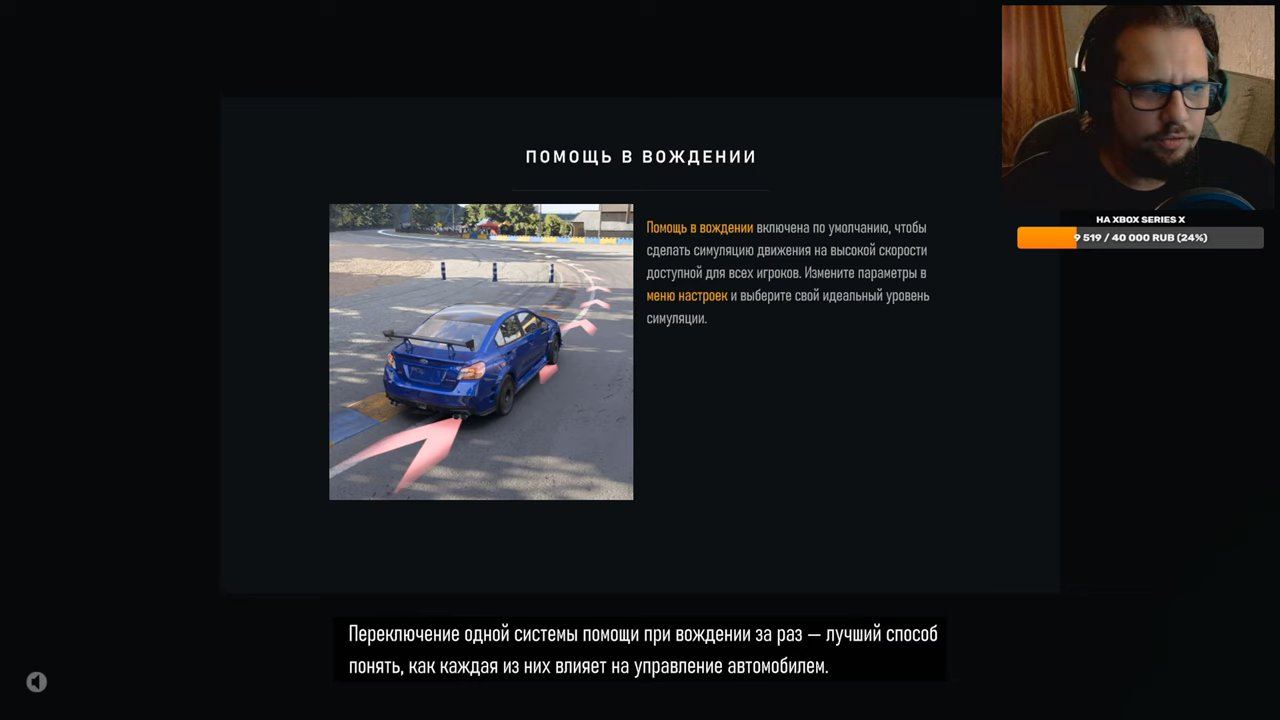 ПОМОЩЬ В ВОЖДЕНИИ
Помощь в вождении включена по умолчанию, чтобы
сделать симуляцию движения на высокой скорости
доступной для всех игроков. Измените параметры в
меню настроек и выберите свой идеальный уровень
симуляции.
НА XBOX SERIES X
9 519 / 40 000 RUB (24%)
Переключение одной системы помощи при вождении за раз — лучший способ
понять, как каждая из них влияет на управление автомобилем.